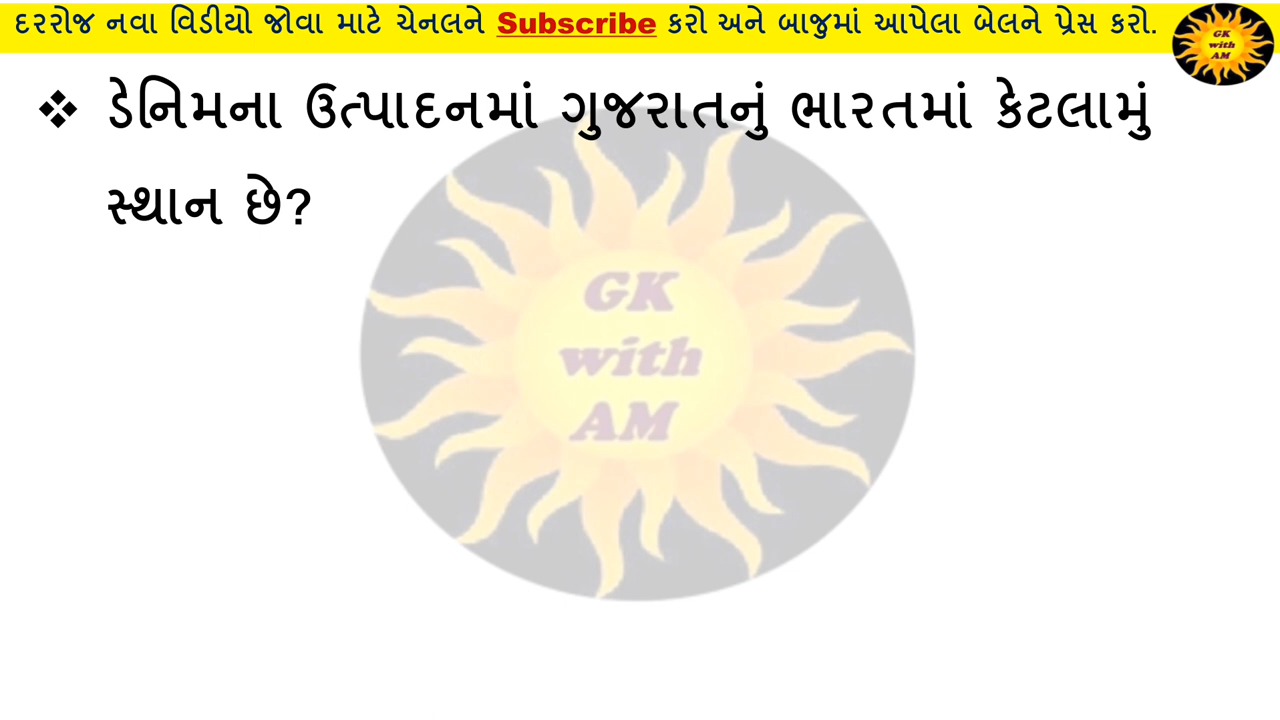 દરરોજ નવા વિડીયો જોવા માટે ચેનલને Subscribe કરો અને બાજુમાં આપેલા બેલને પ્રેસ કરો.
GK
with
AM
❖ ડેનિમના ઉત્પાદનમાં ગુજરાતનું ભારતમાં કેટલામું
સ્થાન છે?
GK
with
AM